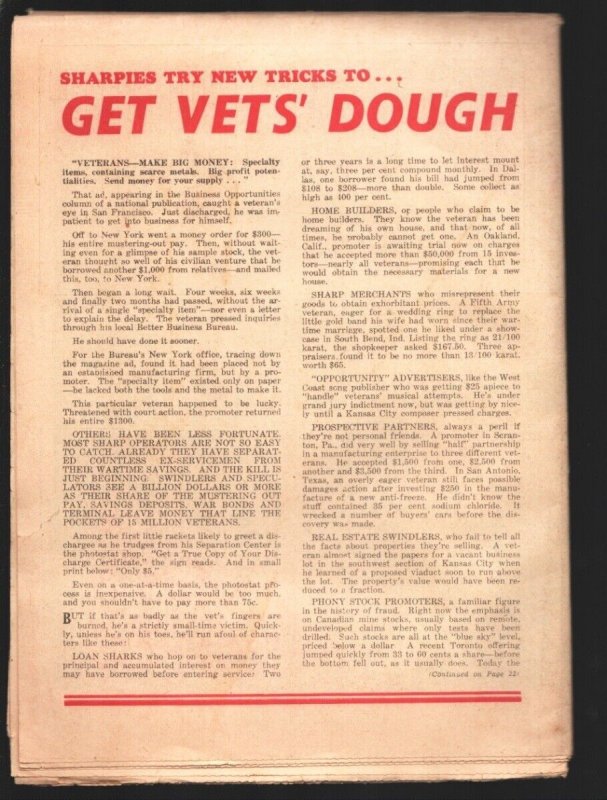 SHARPIES TRY NEW TRICKS TO...
GET VETS' DOUGH
"VETERANS—MAKE BIG MONEY: Specialty
items, containing scarce metals. Big profit poten-
tialities. Send money for your supply . . ."
That ad, appearing in the Business Opportunities
column of a national publication, caught a veteran's
eye in San Francisco. Just discharged, he was im-
patient to get into business for himself.
Off to New York went a money order for $300—
his entire mustering-out pay. Then, without wait-
ing even for a glimpse of his sample stock, the vet-
eran thought so well of his civilian venture that he
borrowed another $1,000 from relatives—and mailed
this, too, to New York.
Then began a long wait. Four weeks, six weeks
and finally two months had passed, without the ar-
rival of a single "specialty item"—nor even a letter
to explain the delay. The veteran pressed inquiries
through his local Better Business Bureau.
He should have done it sooner.
For the Bureau's New York office, tracing down
the magazine ad, found it had been placed not by
an established manufacturing firm, but by a pro-
moter. The "specialty item" existed only on paper
—he lacked both the tools and the metal to make it.
This particular veteran happened to be lucky.
Threatened with court action, the promoter returned
his entire $1300.
OTHERS HAVE BEEN LESS FORTUNATE.
MOST SHARP OPERATORS ARE NOT SO EASY
TO CATCH. ALREADY THEY HAVE SEPARAT-
ED COUNTLESS EX-SERVICEMEN FROM
THEIR WARTIME SAVINGS. AND THE KILL IS
JUST BEGINNING: SWINDLERS AND SPECU-
LATORS SEE A BILLION DOLLARS OR MORE
AS THEIR SHARE OF THE MUSTERING OUT
PAY, SAVINGS DEPOSITS, WAR BONDS AND
TERMINAL LEAVE MONEY THAT LINE THE
POCKETS OF 15 MILLION VETERANS.
Among the first little rackets likely to greet a dis-
chargee as he trudges from his Separation Center is
the photostat shop. "Get a True Copy of Your Dis-
charge Certificate," the sign reads. And in small
print below: "Only $5."
Even on a one-at-a-time basis, the photostat pro-
cess is inexpensive. A dollar would be too much,
and you shouldn't have to pay more than 75c.
BUT if that's as badly as the vet's fingers are
burned, he's a strictly small-time victim. Quick-
ly, unless he's on his toes, he'll run afoul of charac-
ters like these:
LOAN SHARKS who hop on to veterans for the
principal and accumulated interest on money they
may have borrowed before entering service: Two
or three years is a long time to let interest mount
at, say, three per cent compound monthly. In Dal-
las, one borrower found his bill had jumped from
$108 to $208—more than double. Some collect as
high as 400 per cent.
HOME BUILDERS, or people who claim to be
home builders. They know the veteran has been
dreaming of his own house, and that now, of all
times, he probably cannot get one. An Oakland,
Calif., promoter is awaiting trial now on charges
that he accepted more than $50,000 from 15 inves-
tors—nearly all veterans—promising each that he
would obtain the necessary materials for a new
house.
SHARP MERCHANTS who misrepresent their
goods to obtain exhorbitant prices. A Fifth Army
veteran, eager for a wedding ring to replace the
little gold band his wife had worn since their war-
time marriage, spotted one he liked under a show-
case in South Bend, Ind. Listing the ring as 21/100
karat, the shopkeeper asked $167.50. Three ap-
praisers found it to be no more than 13/100 karat,
worth $65.
"OPPORTUNITY" ADVERTISERS, like the West
Coast song publisher who was getting $25 apiece to
"handle" veterans' musical attempts. He's under
grand jury indictment now, but was getting by nice-
ly until a Kansas City composer pressed charges.
PROSPECTIVE PARTNERS, always a peril if
they're not personal friends. A promoter in Scran-
ton, Pa., did very well by selling "half" partnership
in a manufacturing enterprise to three different vet-
erans. He accepted $1,500 from one, $2,500 from
another and $3,500 from the third. In San Antonio,
Texas, an overly eager veteran still faces possible
damages action after investing $250 in the manu-
facture of a new anti-freeze. He didn't know the
stuff contained 35 per cent sodium chloride. It
wrecked a number of buyers' cars before the dis-
covery was made.
REAL ESTATE SWINDLERS, who fail to tell all
the facts about properties they're selling. A vet-
eran almost signed the papers for a vacant business
lot in the southwest section of Kansas City when
he learned of a proposed viaduct soon to run above
the lot. The property's value would have been re-
duced to a fraction.
PHONY STOCK PROMOTERS, a familiar figure
in the history of fraud. Right now the emphasis is
on Canadian mine stocks, usually based on remote,
undeveloped claims where only tests have been
drilled. Such stocks are all at the "blue sky" level,
priced below a dollar. A recent Toronto offering
jumped quickly from 33 to 60 cents a share—before
the bottom fell out, as it usually does. Today the
(Continued on Page 22)